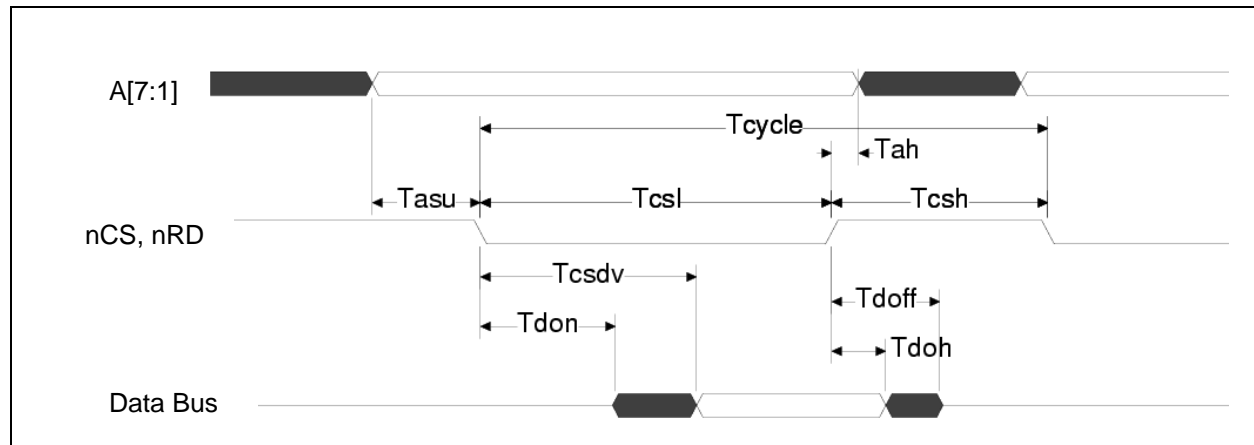 A[7:1]
Tcycle
Tah
Tasu
Tcsl
Tcsh
nCS, nRD
Tcsdv
Tdoff
Tdon
Tdoh
Data Bus